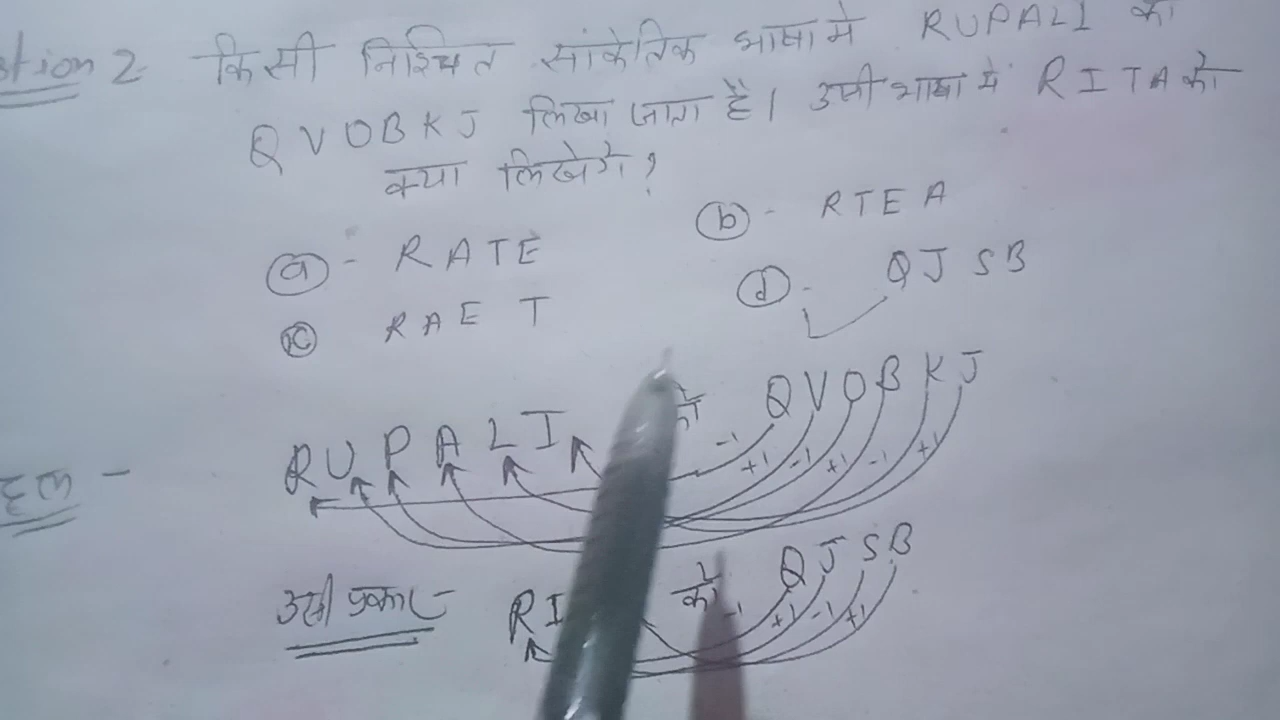 stion 2- किसी निश्चित सांकेतिक भाषा मे RUPALI को
QVOBKJ लिखा जाता है। उसी भाषा में RITA को
क्या लिखेगे?
(a) - RATE
(b) - RTEA
(c) RAET
(d) - QJSB
हल -
RUPALI को QVOBKJ
-1 +1 -1 +1 -1 +1
उसी प्रकार- RI को QJSB
-1 +1 -1 +1